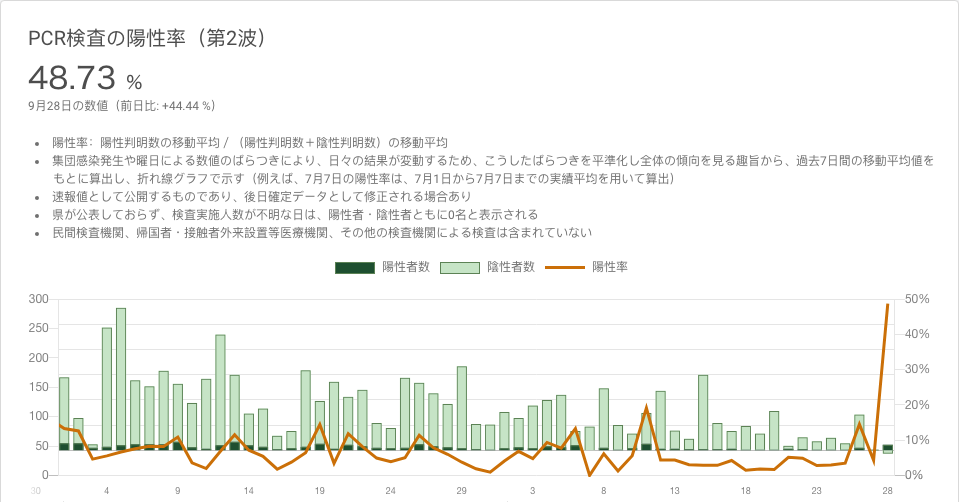 PCR検査の陽性率（第2波）
48.73 %
9月28日の数値（前日比: +44.44 %）
• 陽性率：陽性判明数の移動平均 / （陽性判明数＋陰性判明数）の移動平均
• 集団感染発生や曜日による数値のばらつきにより、日々の結果が変動するため、こうしたばらつきを平準化し全体の傾向を見る趣旨から、過去7日間の移動平均値を
もとに算出し、折れ線グラフで示す（例えば、7月7日の陽性率は、7月1日から7月7日までの実績平均を用いて算出）
• 速報値として公開するものであり、後日確定データとして修正される場合あり
• 県が公表しておらず、検査実施人数が不明な日は、陽性者・陰性者ともに0名と表示される
• 民間検査機関、帰国者・接触者外来設置等医療機関、その他の検査機関による検査は含まれていない
陽性者数 陰性者数 陽性率
300 50%
250 40%
200 30%
150
100 20%
50 10%
0 0%
30 4 9 14 19 24 29 3 8 13 18 23 28